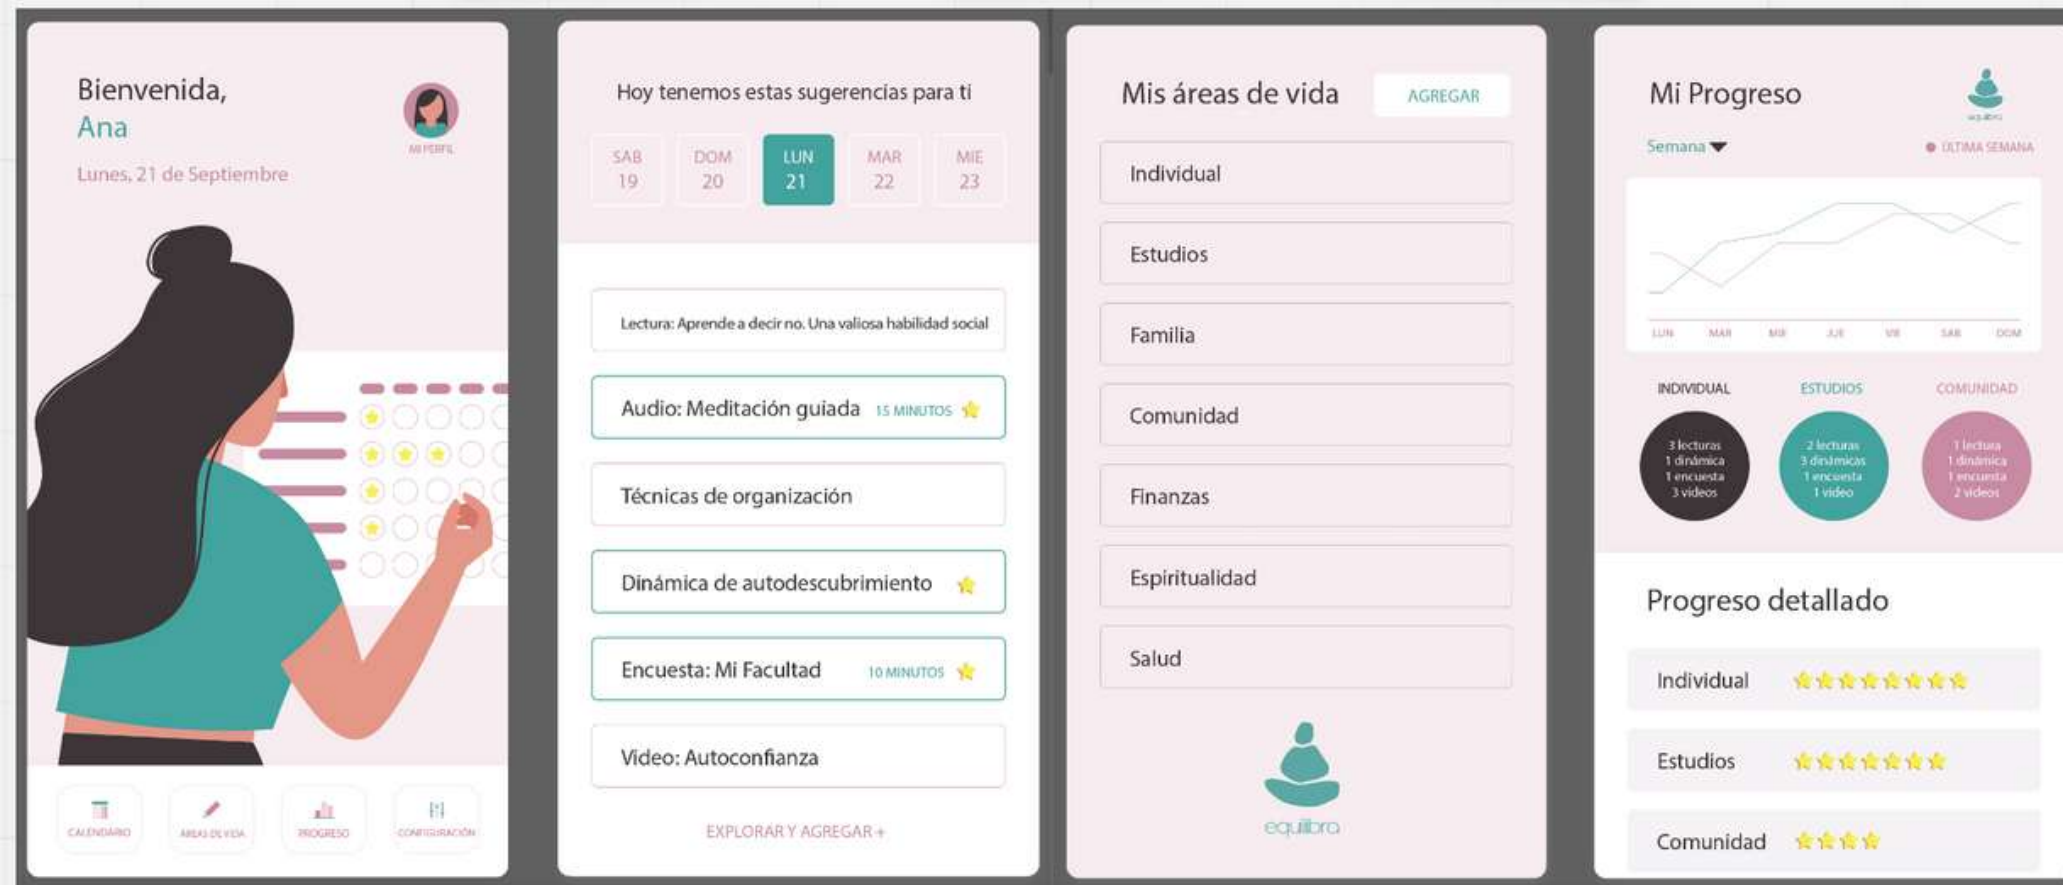 Bienvenida,
Ana
Lunes, 21 de Septiembre
MI PERFIL
CALENDARIO
ÁREAS DE VIDA
PROGRESO
CONFIGURACIÓN
Hoy tenemos estas sugerencias para ti
SAB DOM LUN MAR MIE
19 20 21 22 23
Lectura: Aprende a decir no. Una valiosa habilidad social
Audio: Meditación guiada 15 MINUTOS
Técnicas de organización
Dinámica de autodescubrimiento
Encuesta: Mi Facultad 10 MINUTOS
Video: Autoconfianza
EXPLORAR Y AGREGAR +
Mis áreas de vida AGREGAR
Individual
Estudios
Familia
Comunidad
Finanzas
Espiritualidad
Salud
equilibra
Mi Progreso
equilibra
Semana ÚLTIMA SEMANA
LUN MAR MIE JUE VIE SAB DOM
INDIVIDUAL ESTUDIOS COMUNIDAD
3 lecturas 2 lecturas 1 lectura
1 dinámica 3 dinámicas 1 dinámica
1 encuesta 1 encuesta 1 encuesta
3 videos 1 video 2 videos
Progreso detallado
Individual
Estudios
Comunidad